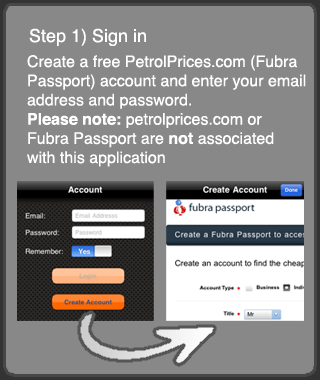 Step 1) Sign in
Create a free PetrolPrices.com (Fubra
Passport) account and enter your email
address and password.
Please note: petrolprices.com or
Fubra Passport are not associated
with this application
Account
Email: Email Addresss
Password: Password
Remember: Yes
Login
Create Account
Create Account Done
fubra passport
Create a Fubra Passport to acces
Create an account to find the cheap
Account Type * Business Indi
Title * Mr